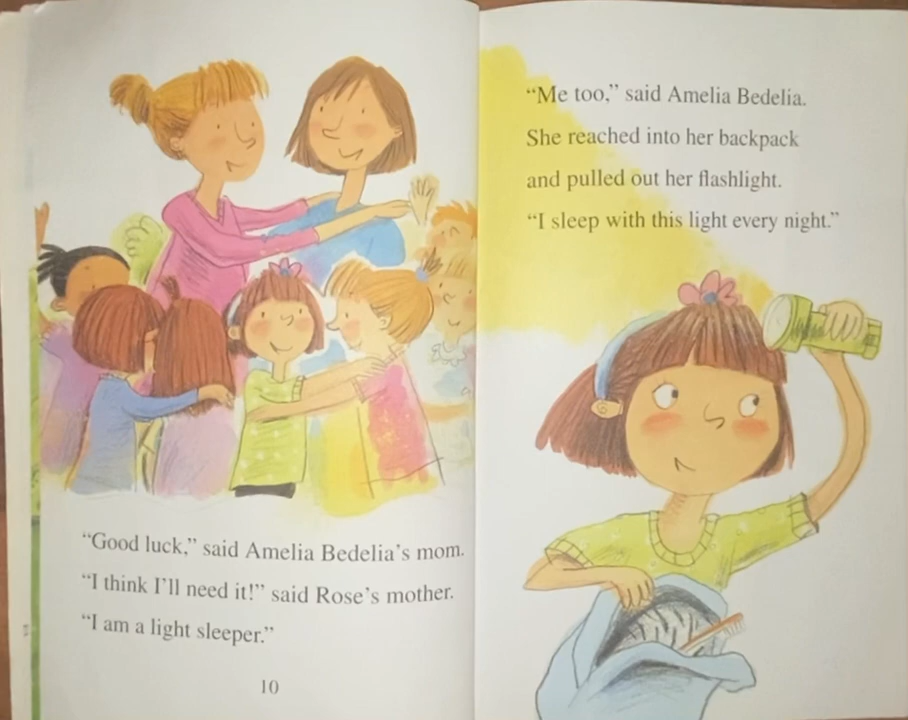 “Good luck,” said Amelia Bedelia’s mom.
“I think I’ll need it!” said Rose’s mother.
“I am a light sleeper.”
10
“Me too,” said Amelia Bedelia.
She reached into her backpack
and pulled out her flashlight.
“I sleep with this light every night.”